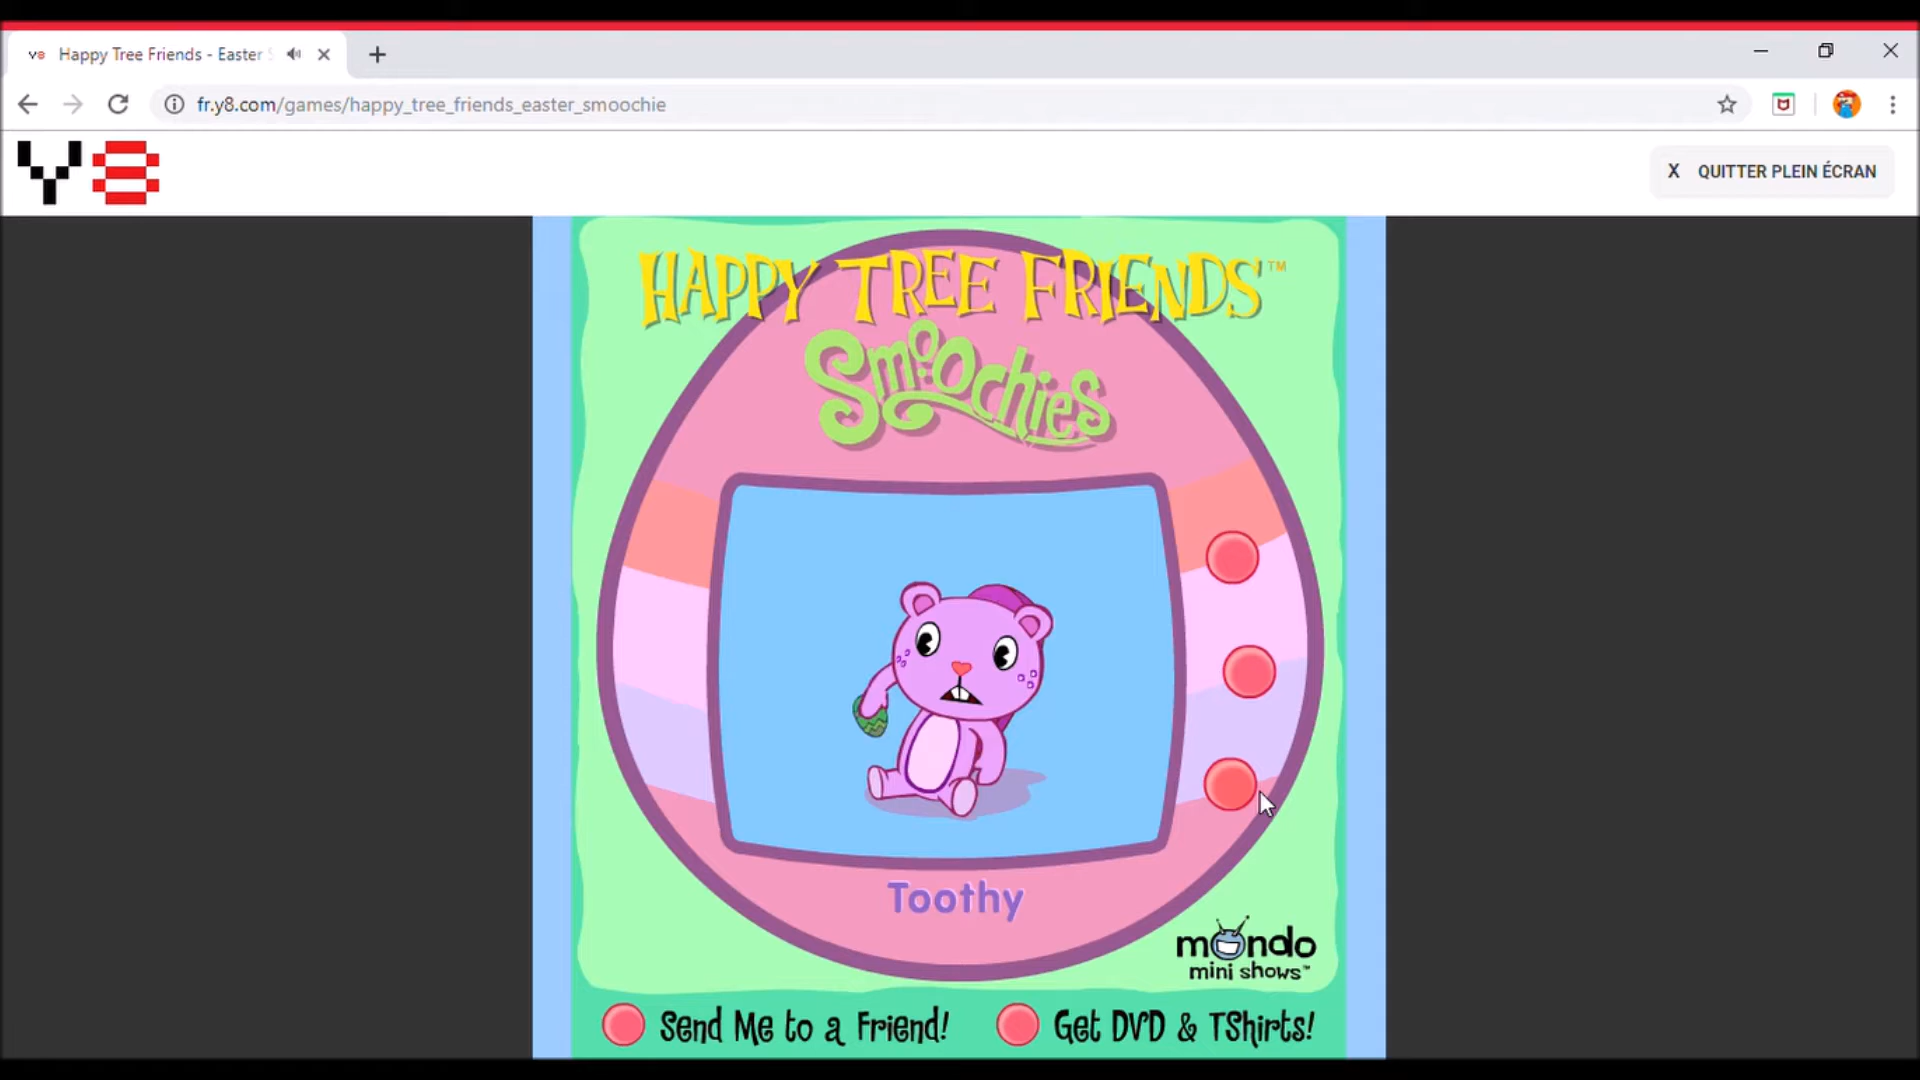 Happy Tree Friends - Easter
fr.y8.com/games/happy_tree_friends_easter_smoochie
Y8
X QUITTER PLEIN ÉCRAN
HAPPY TREE FRIENDS™
Smoochies
Toothy
mondo
mini shows™
Send Me to a Friend!
Get DVD & TShirts!